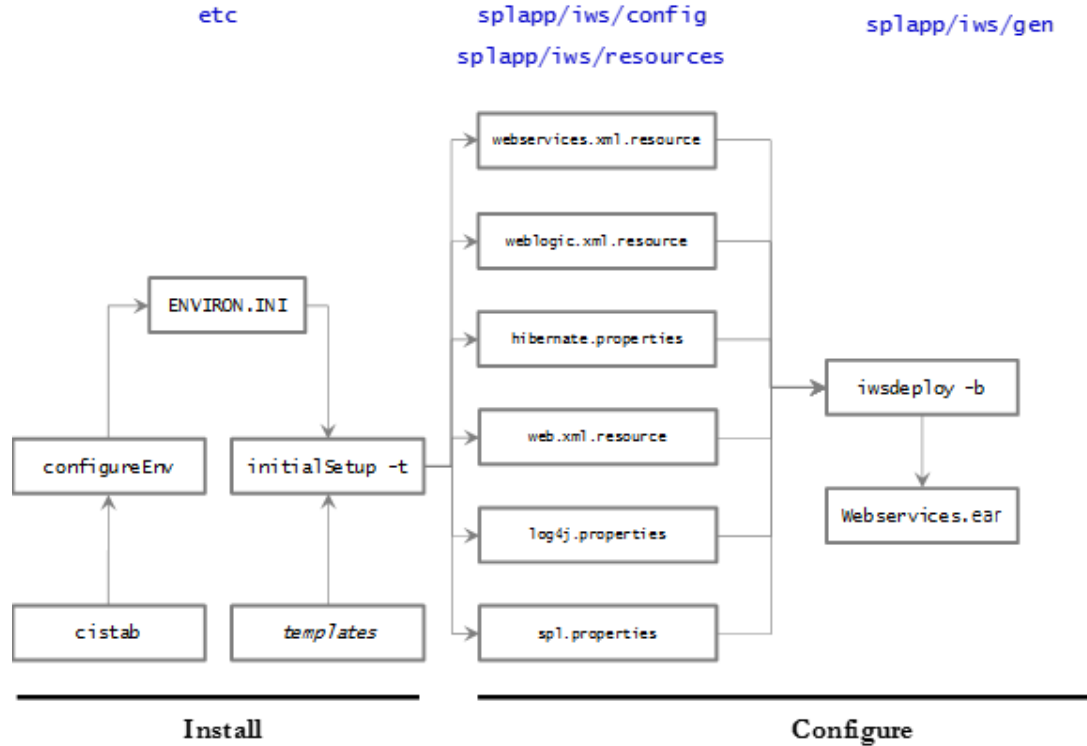 etc
splapp/iws/config
splapp/iws/resources
splapp/iws/gen
webservices.xml.resource
weblogic.xml.resource
ENVIRON.INI
hibernate.properties
iwsdeploy -b
configureEnv
initialSetup -t
web.xml.resource
Webservices.ear
log4j.properties
cistab
templates
spl.properties
Install
Configure